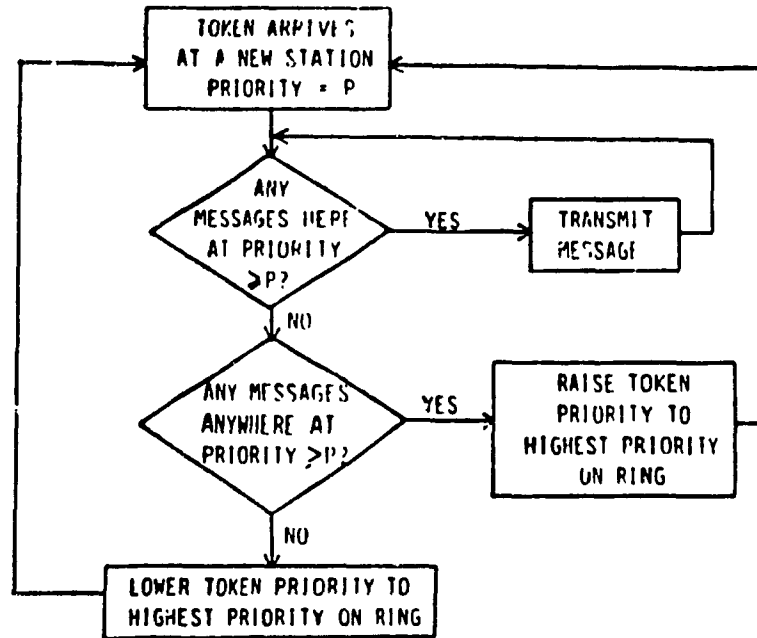 TOKEN ARRIVES
AT A NEW STATION
PRIORITY = P
ANY
MESSAGES HERE
AT PRIORITY
≥P?
YES
TRANSMIT
MESSAGE
NO
ANY MESSAGES
ANYWHERE AT
PRIORITY >P?
YES
RAISE TOKEN
PRIORITY TO
HIGHEST PRIORITY
ON RING
NO
LOWER TOKEN PRIORITY TO
HIGHEST PRIORITY ON RING